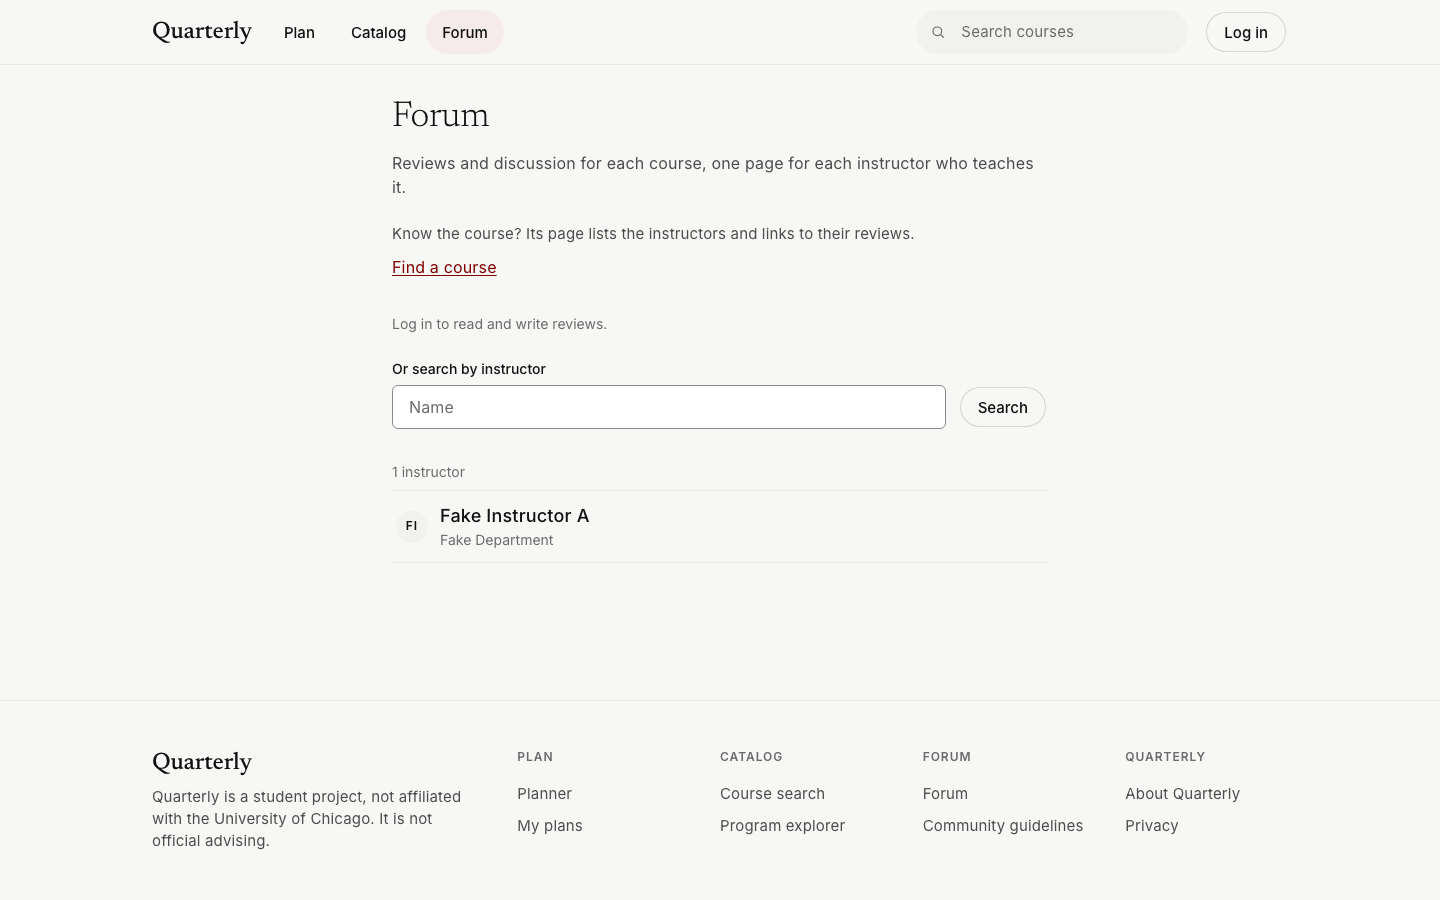 Quarterly
Plan
Catalog
Forum
Search courses
Log in
Forum
Reviews and discussion for each course, one page for each instructor who teaches
it.
Know the course? Its page lists the instructors and links to their reviews.
Find a course
Log in to read and write reviews.
Or search by instructor
Name
Search
1 instructor
FI
Fake Instructor A
Fake Department
Quarterly
Quarterly is a student project, not affiliated
with the University of Chicago. It is not
official advising.
PLAN
Planner
My plans
CATALOG
Course search
Program explorer
FORUM
Forum
Community guidelines
QUARTERLY
About Quarterly
Privacy